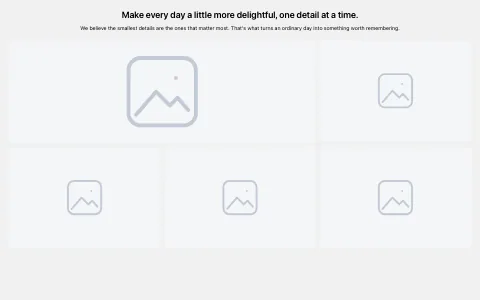 Make every day a little more delightful, one detail at a time.
We believe the smallest details are the ones that matter most. That's what turns an ordinary day into something worth remembering.